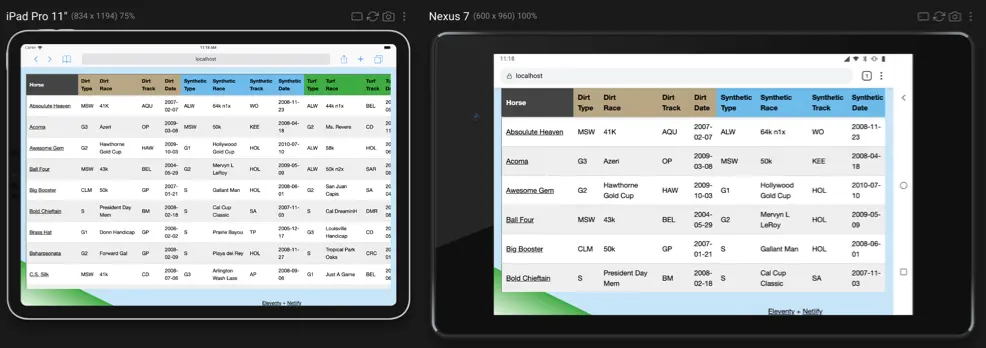 iPad Pro 11" (834 x 1194) 75%
11:18 AM
localhost
Horse Dirt Type Dirt Race Dirt Track Dirt Date Synthetic Type Synthetic Race Synthetic Track Synthetic Date Turf Type Turf Race Turf Track
Absoulute Heaven MSW 41K AQU 2007-02-07 ALW 64k n1x WO 2008-11-23 ALW 44k n1x BEL
Acoma G3 Azeri OP 2009-03-08 MSW 50k KEE 2008-04-18 G2 Ms. Revere CD
Awesome Gem G2 Hawthorne Gold Cup HAW 2009-10-03 G1 Hollywood Gold Cup HOL 2010-07-10 ALW 58k HOL
Ball Four MSW 43k BEL 2004-05-29 G2 Mervyn L LeRoy HOL 2009-05-09 ALW 50k n2x SAR
Big Booster CLM 50k GP 2007-01-21 S Gallant Man HOL 2008-06-01 G2 San Juan Capis SA
Bold Chieftain S President Day Mem BM 2008-02-18 S Cal Cup Classic SA 2007-11-03 S Cal DreaminH DMR
Brass Hat G1 Donn Handicap GP 2006-02-02 S Prairie Bayou TP 2005-12-17 G3 Louisville Handicap CD
Bsharpsonata G2 Forward Gal GP 2008-02-09 S Playa del Rey HOL 2008-11-27 S Tropical Park Oaks CRC
C.S. Silk MSW 41k CD 2008-07-06 G3 Arlington Wash Lass AP 2008-09-06 G1 Just A Game BEL
Eleventy + Netlify
Nexus 7 (600 x 960) 100%
11:18
localhost
1
Horse Dirt Type Dirt Race Dirt Track Dirt Date Synthetic Type Synthetic Race Synthetic Track Synthetic Date
Absoulute Heaven MSW 41K AQU 2007-02-07 ALW 64k n1x WO 2008-11-23
Acoma G3 Azeri OP 2009-03-08 MSW 50k KEE 2008-04-18
Awesome Gem G2 Hawthorne Gold Cup HAW 2009-10-03 G1 Hollywood Gold Cup HOL 2010-07-10
Ball Four MSW 43k BEL 2004-05-29 G2 Mervyn L LeRoy HOL 2009-05-09
Big Booster CLM 50k GP 2007-01-21 S Gallant Man HOL 2008-06-01
Bold Chieftain S President Day Mem BM 2008-02-18 S Cal Cup Classic SA 2007-11-03
Eleventy + Netlify